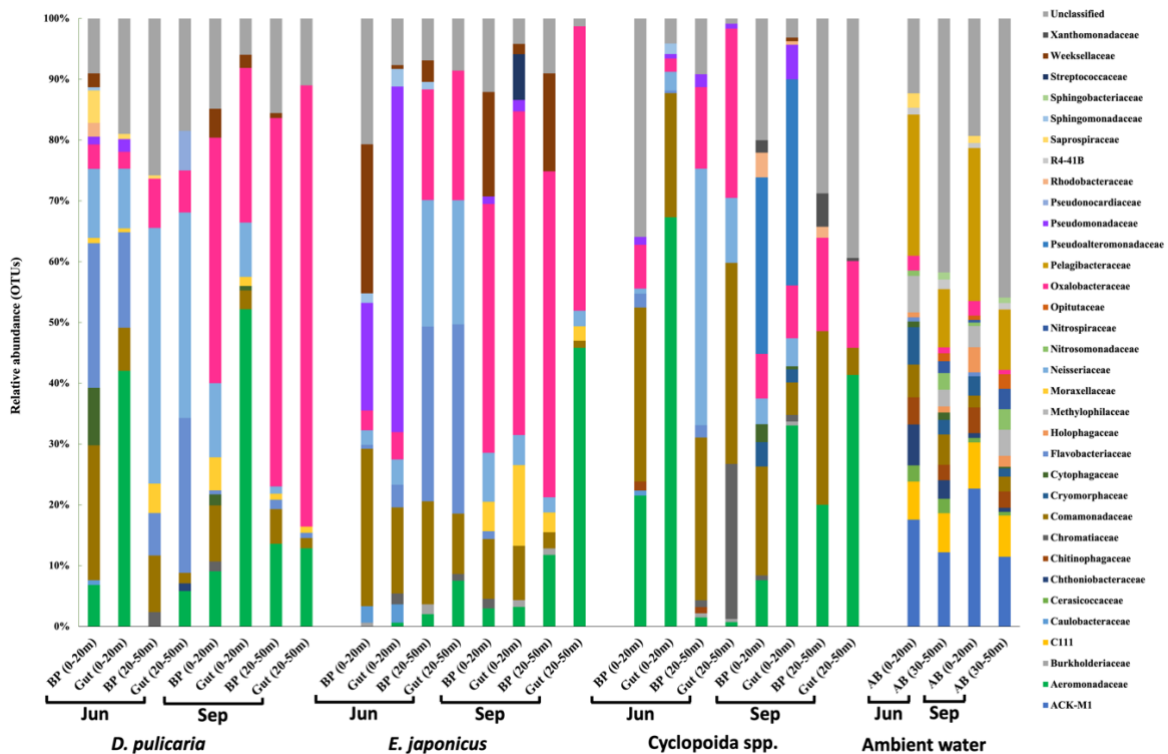 Relative abundance (OTUs)
100%
90%
80%
70%
60%
50%
40%
30%
20%
10%
0%
BP (0-20m)
Gut (0-20m)
BP (20-50m)
Gut (20-50m)
BP (0-20m)
Gut (0-20m)
BP (20-50m)
Gut (20-50m)
BP (0-20m)
Gut (0-20m)
BP (20-50m)
Gut (20-50m)
BP (0-20m)
Gut (0-20m)
BP (20-50m)
Gut (20-50m)
BP (0-20m)
Gut (0-20m)
BP (20-50m)
Gut (20-50m)
BP (0-20m)
Gut (0-20m)
BP (20-50m)
Gut (20-50m)
AB (0-20m)
AB (30-50m)
AB (0-20m)
AB (30-50m)
Jun Sep Jun Sep Jun Sep Jun Sep
D. pulicaria E. japonicus Cyclopoida spp. Ambient water
Unclassified
Xanthomonadaceae
Weeksellaceae
Streptococcaceae
Sphingobacteriaceae
Sphingomonadaceae
Saprospiraceae
R4-41B
Rhodobacteraceae
Pseudonocardiaceae
Pseudomonadaceae
Pseudoalteromonadaceae
Pelagibacteraceae
Oxalobacteraceae
Opitutaceae
Nitrospiraceae
Nitrosomonadaceae
Neisseriaceae
Moraxellaceae
Methylophilaceae
Holophagaceae
Flavobacteriaceae
Cytophagaceae
Cryomorphaceae
Comamonadaceae
Chromatiaceae
Chitinophagaceae
Chthoniobacteraceae
Cerasicoccaceae
Caulobacteraceae
C111
Burkholderiaceae
Aeromonadaceae
ACK-M1